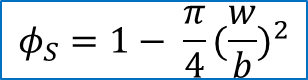 ϕ_S = 1 − π/4 (w/b)²